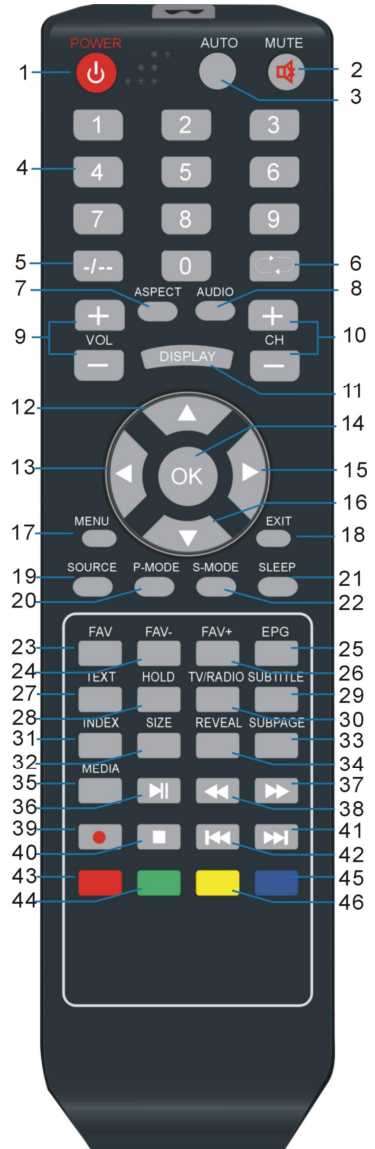 POWER AUTO MUTE
1 2
3
1 2 3
4 4 5 6
7 8 9
5 -/-- 0 6
7 ASPECT AUDIO 8
9 + + 10
VOL CH
DISPLAY
− − 11
12 14
13 OK 15
16
17 MENU EXIT 18
19 SOURCE P-MODE S-MODE SLEEP 21
20 22
23 FAV FAV- FAV+ EPG 25
24 26
27 TEXT HOLD TV/RADIO SUBTITLE 29
28 30
31 INDEX SIZE REVEAL SUBPAGE 33
32 34
35 MEDIA 37
36 38
39 41
40 42
43 45
44 46